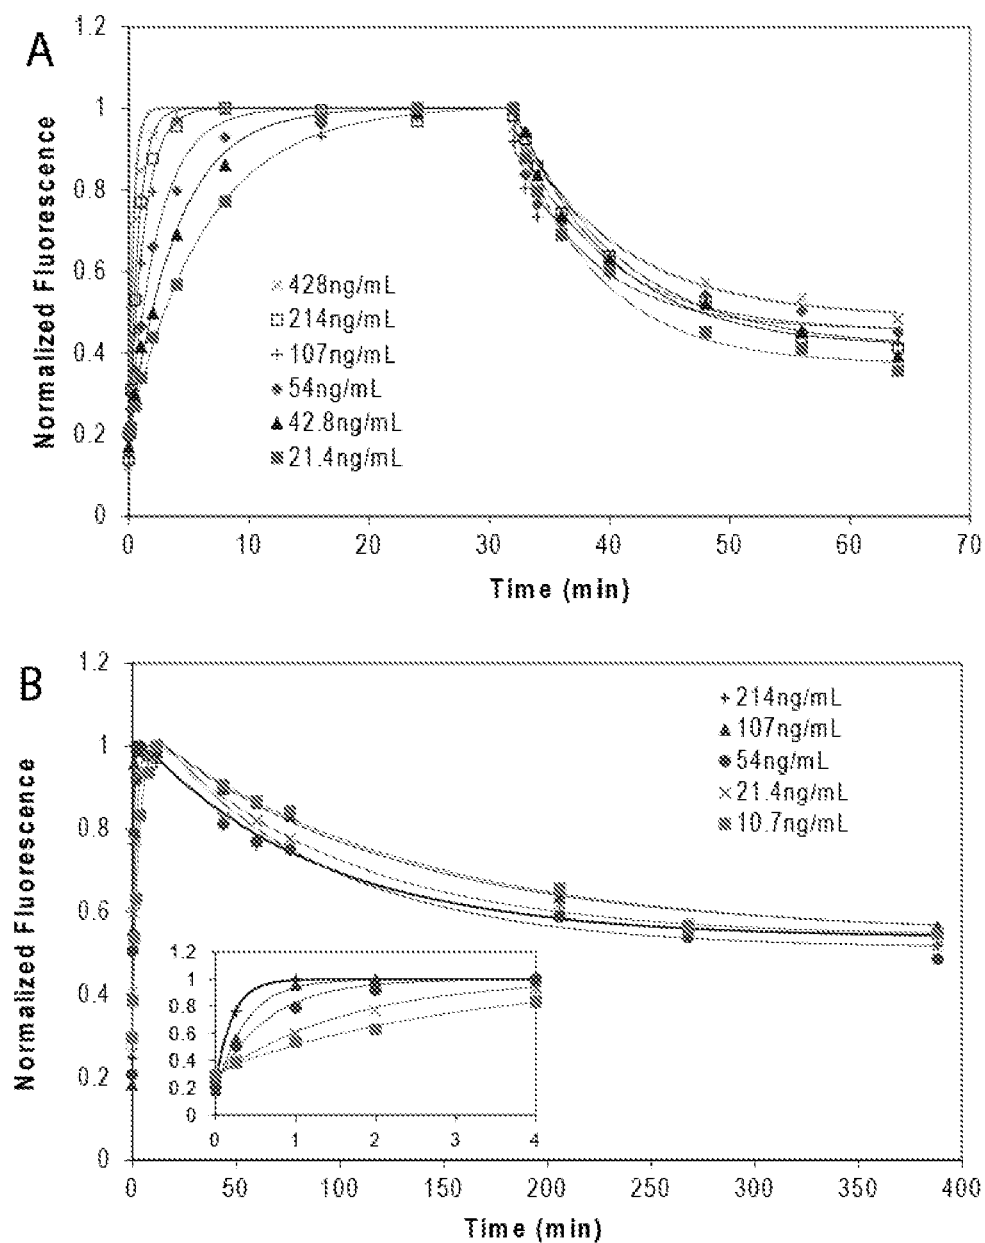 A
1.2
1
0.8
0.6
0.4
0.2
0
Normalized Fluorescence
428ng/mL
214ng/mL
107ng/mL
54ng/mL
42.8ng/mL
21.4ng/mL
0 10 20 30 40 50 60 70
Time (min)
B
1.2
1
0.8
0.6
0.4
0.2
0
Normalized Fluorescence
214ng/mL
107ng/mL
54ng/mL
21.4ng/mL
10.7ng/mL
1.2
1
0.8
0.6
0.4
0.2
0
0 1 2 3 4
0 50 100 150 200 250 300 350 400
Time (min)